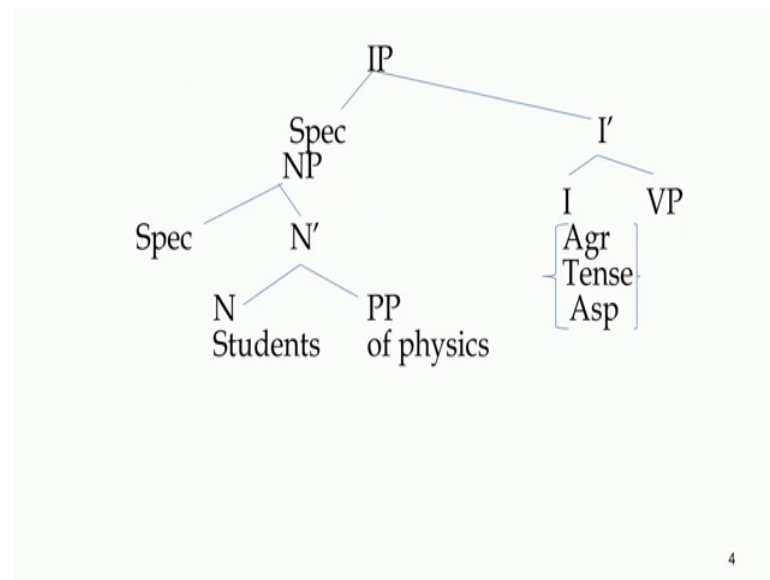 IP
Spec I′
NP
I VP
Spec N′ Agr
Tense
N PP Asp
Students of physics
4